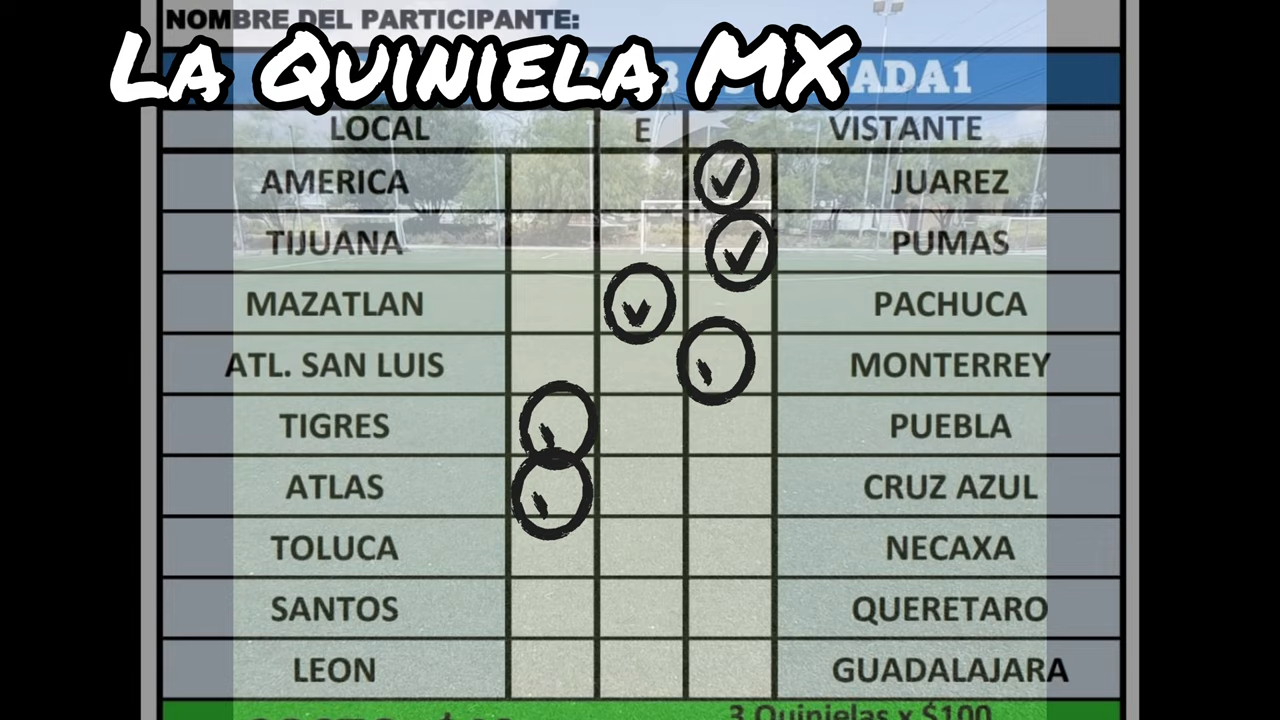 NOMBRE DEL PARTICIPANTE:
La Quiniela MX
NADA1
LOCAL E VISTANTE
AMERICA JUAREZ
TIJUANA PUMAS
MAZATLAN PACHUCA
ATL. SAN LUIS MONTERREY
TIGRES PUEBLA
ATLAS CRUZ AZUL
TOLUCA NECAXA
SANTOS QUERETARO
LEON GUADALAJARA
3 Quinielas x $100